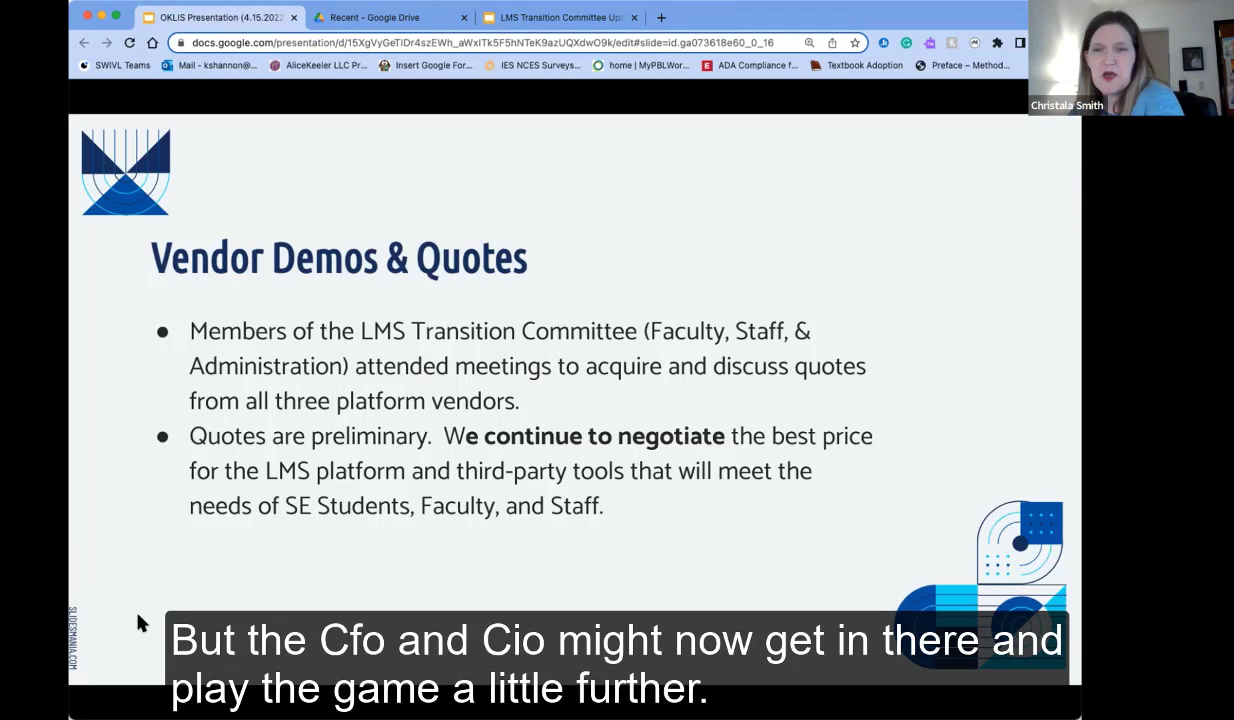 OKLIS Presentation (4.15.2022
Recent - Google Drive
LMS Transition Committee Up
docs.google.com/presentation/d/15XgVyGeTIDr4szEWh_aWxITk5F5hNTeK9azUQXdwO9k/edit#slide=id.ga073618e60_0_16
SWIVL Teams
Mail - kshannon@...
AliceKeeler LLC Pr...
Insert Google For...
IES NCES Surveys...
home | MyPBLWor...
ADA Compliance f...
Textbook Adoption
Preface – Method...
Christala Smith
Vendor Demos & Quotes
● Members of the LMS Transition Committee (Faculty, Staff, &
Administration) attended meetings to acquire and discuss quotes
from all three platform vendors.
● Quotes are preliminary. We continue to negotiate the best price
for the LMS platform and third-party tools that will meet the
needs of SE Students, Faculty, and Staff.
SLIDESMANIA.COM
But the Cfo and Cio might now get in there and
play the game a little further.